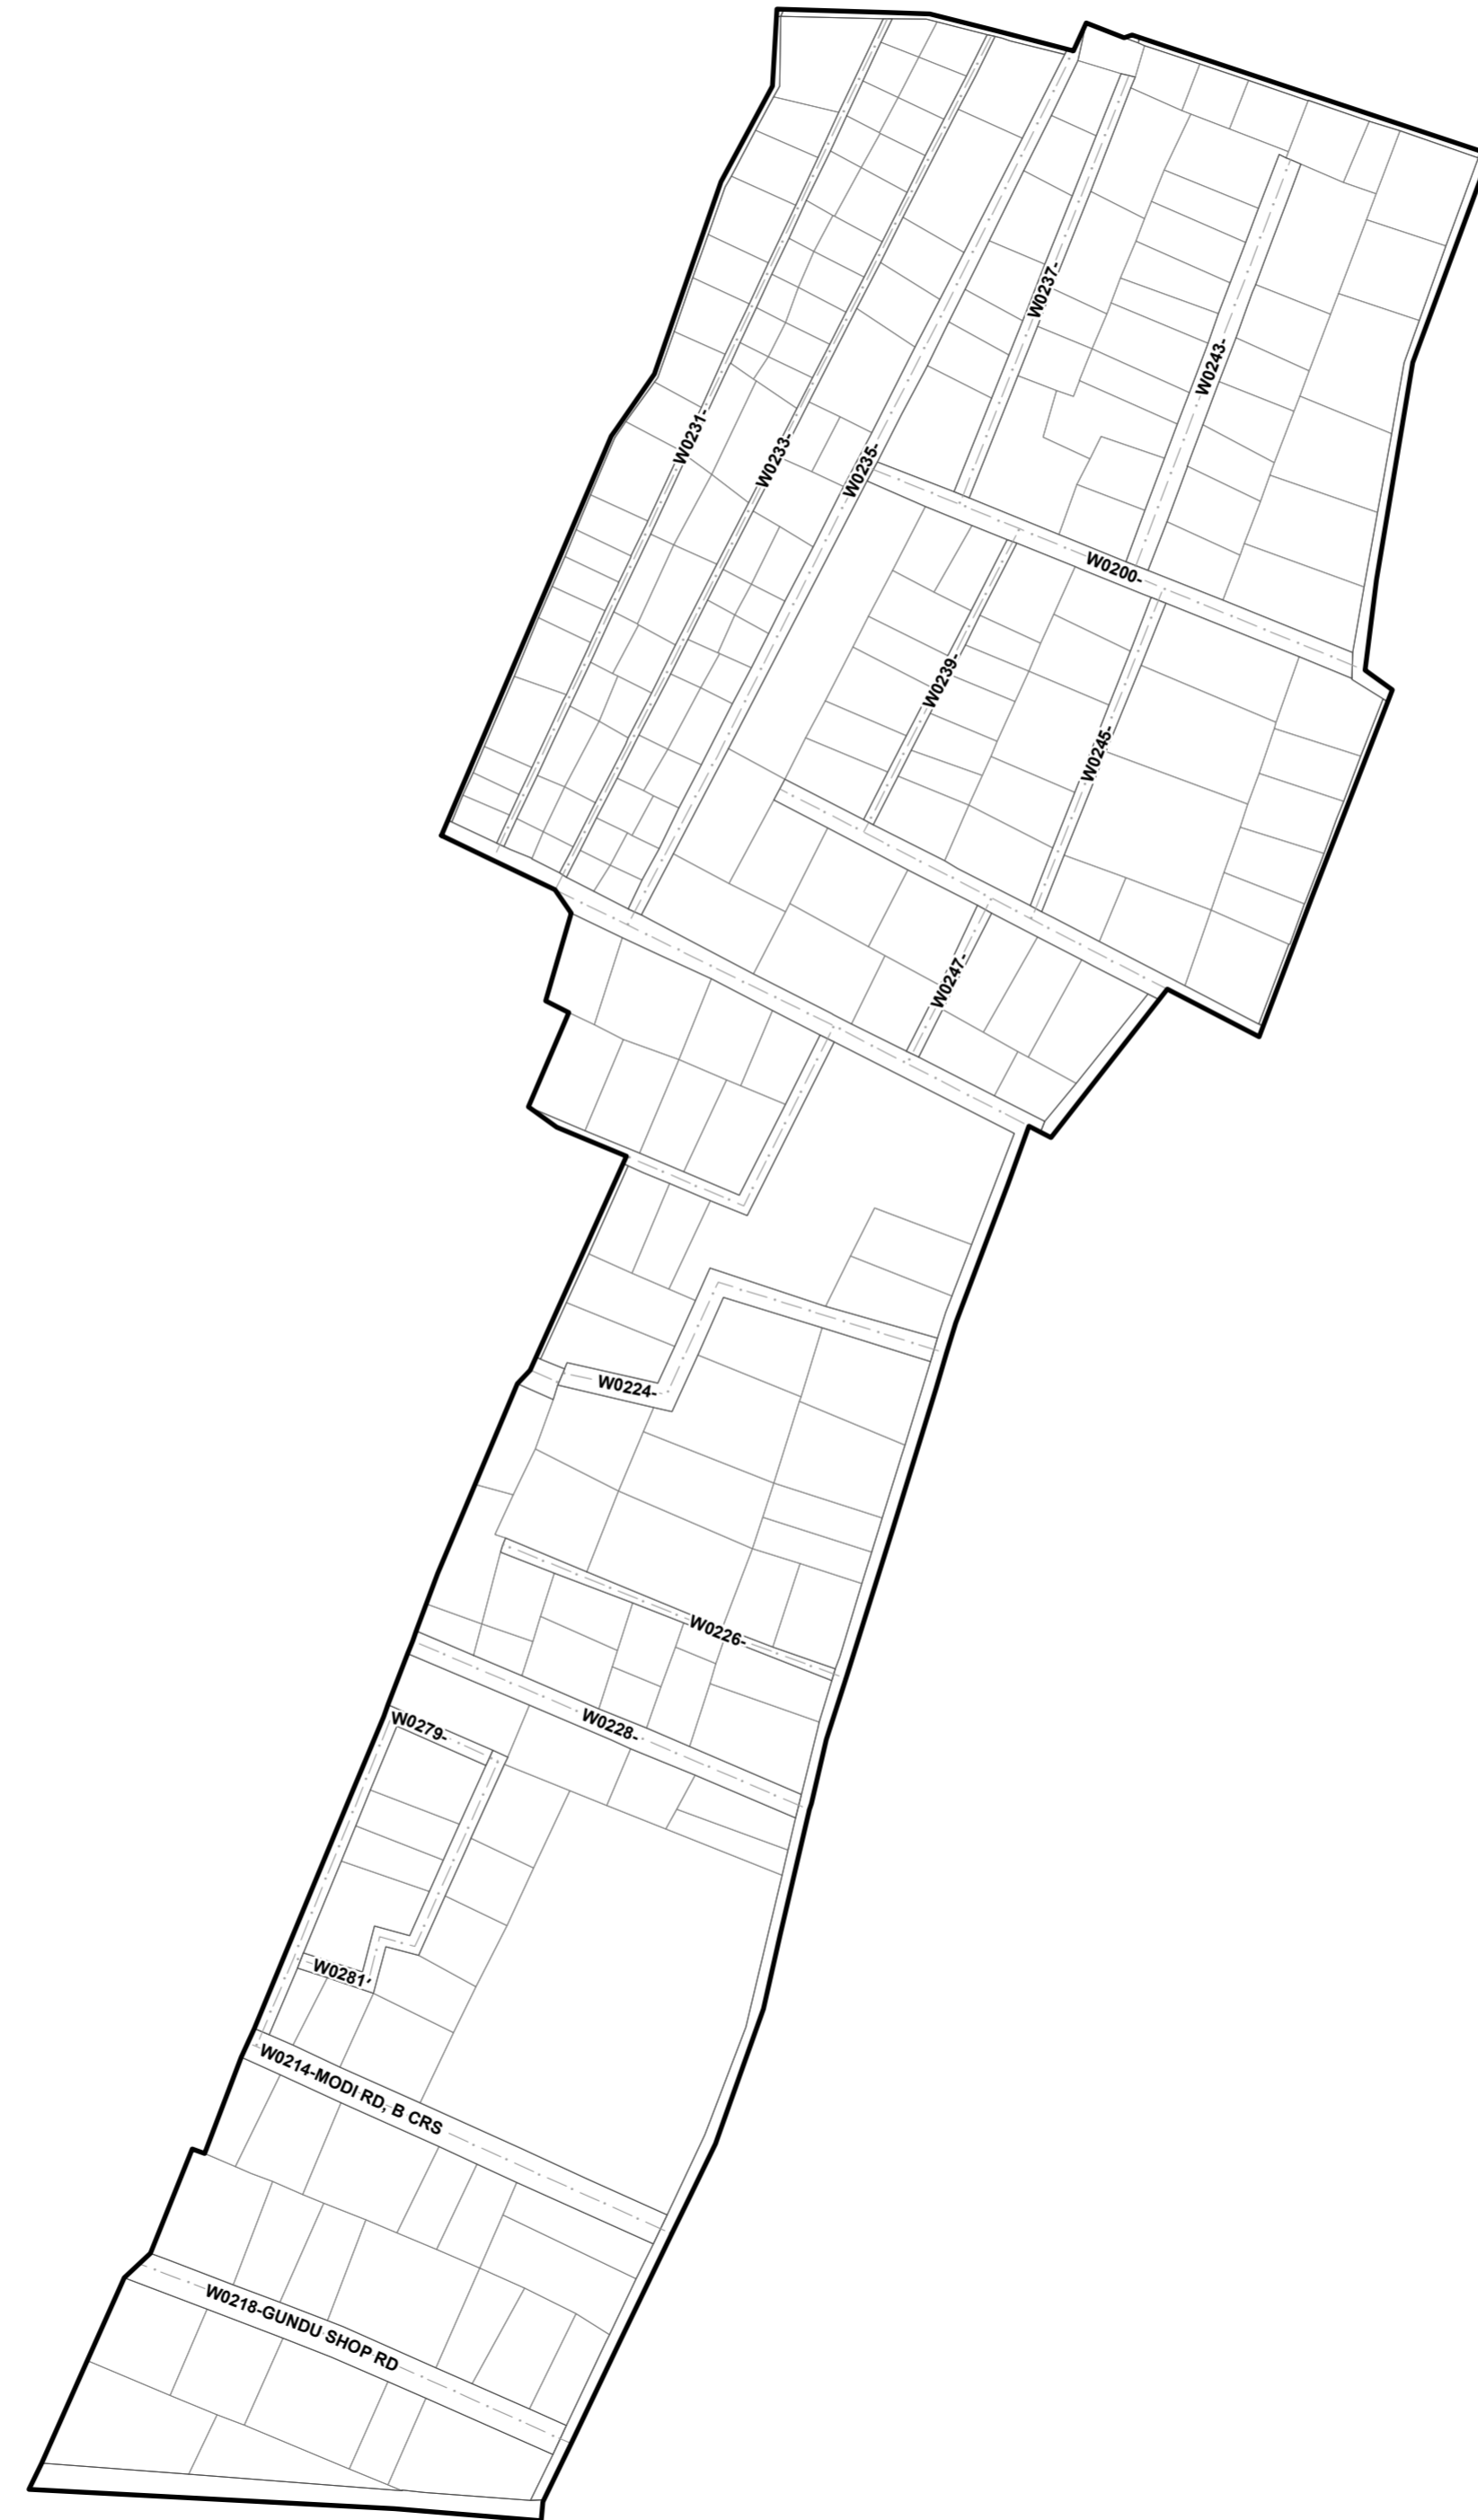 W0237-
W0243-
W0231-
W0233-
W0235-
W0200-
W0239-
W0245-
W0247-
W0224-
W0226-
W0228-
W0279-
W0281-
W0214-MODI RD, B CRS
W0218-GUNDU SHOP RD